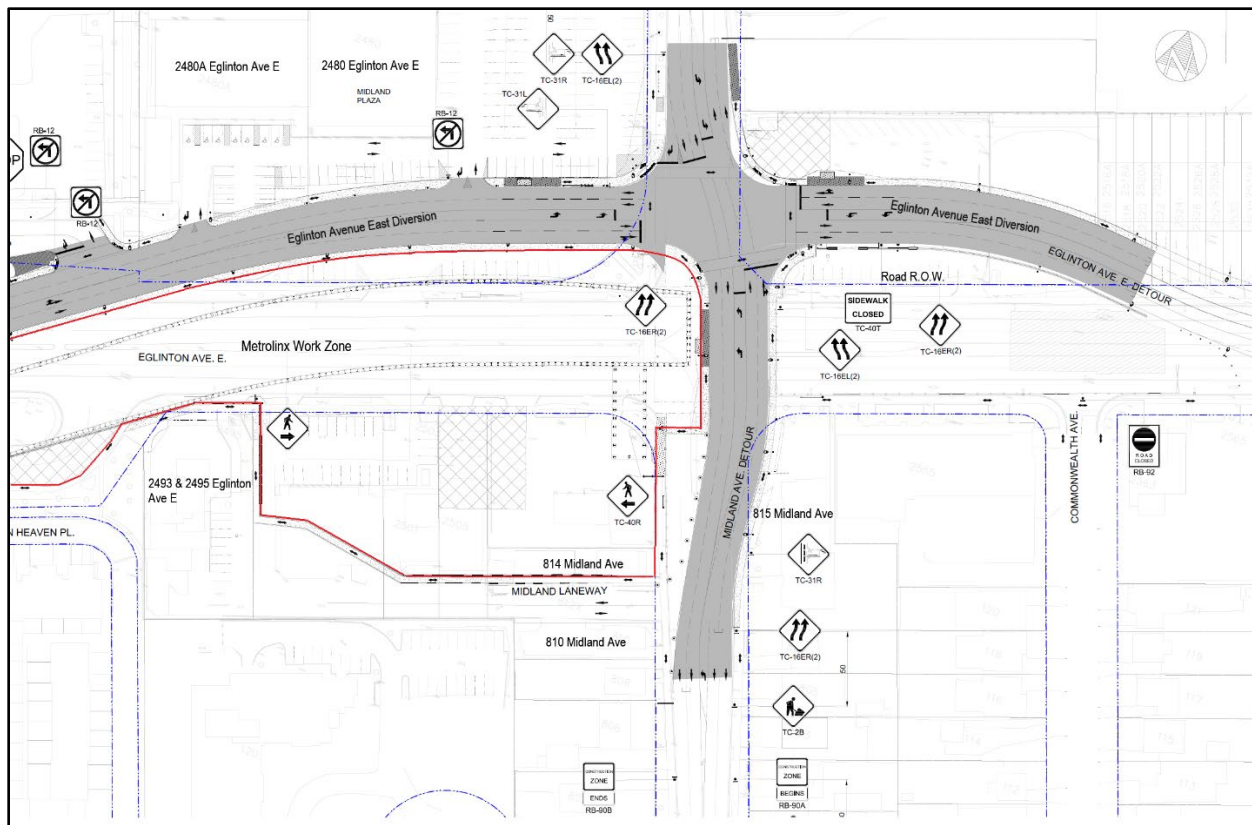 2480A Eglinton Ave E
2480 Eglinton Ave E
MIDLAND
PLAZA
TC-31R
TC-16EL(2)
TC-31L
RB-12
RB-12
OP
RB-12
Eglinton Avenue East Diversion
Eglinton Avenue East Diversion
EGLINTON AVE. E. DETOUR
Road R.O.W.
SIDEWALK
CLOSED
TC-40T
TC-16ER(2)
TC-16EL(2)
TC-16ER(2)
Metrolinx Work Zone
EGLINTON AVE. E.
MIDLAND AVE. DETOUR
COMMONWEALTH AVE.
ROAD
CLOSED
RB-92
2493 & 2495 Eglinton
Ave E
TC-40R
815 Midland Ave
N HEAVEN PL.
814 Midland Ave
TC-31R
MIDLAND LANEWAY
810 Midland Ave
TC-16ER(2)
50
TC-2B
CONSTRUCTION
ZONE
ENDS
RB-90B
CONSTRUCTION
ZONE
BEGINS
RB-90A